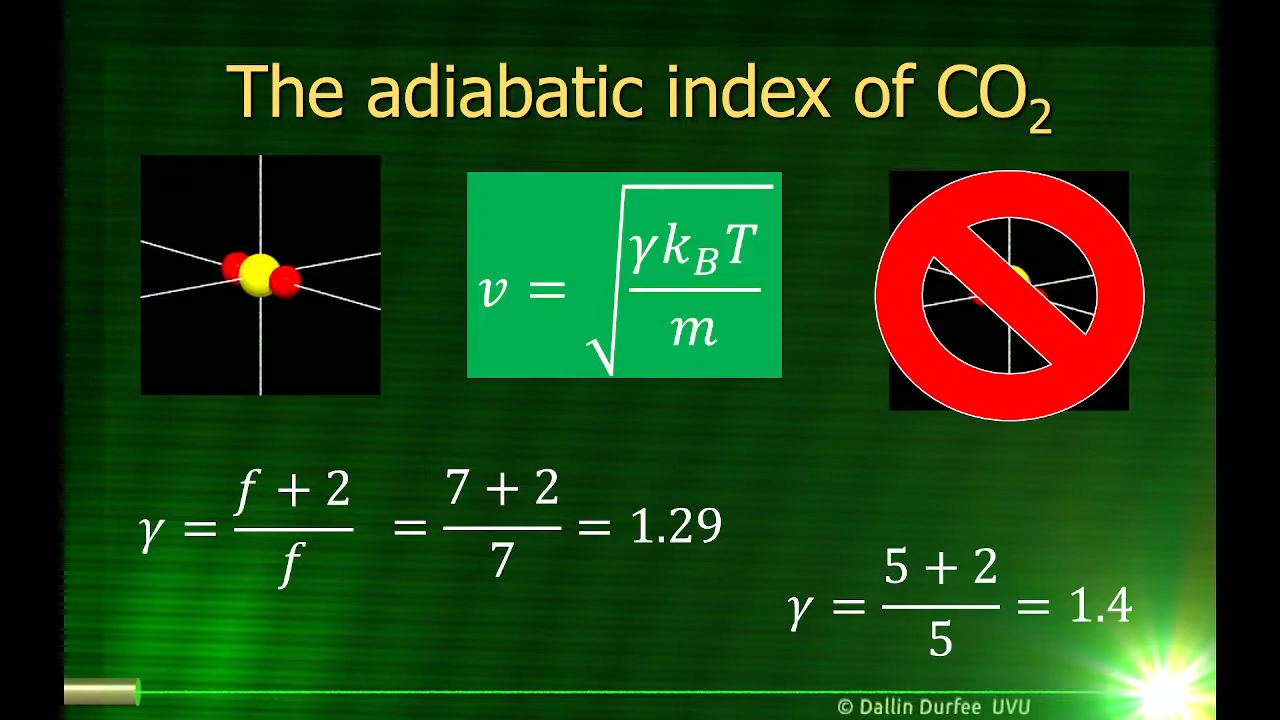 The adiabatic index of CO₂
v = √(γk_BT/m)
γ = (f + 2)/f = (7 + 2)/7 = 1.29
γ = (5 + 2)/5 = 1.4
© Dallin Durfee UVU